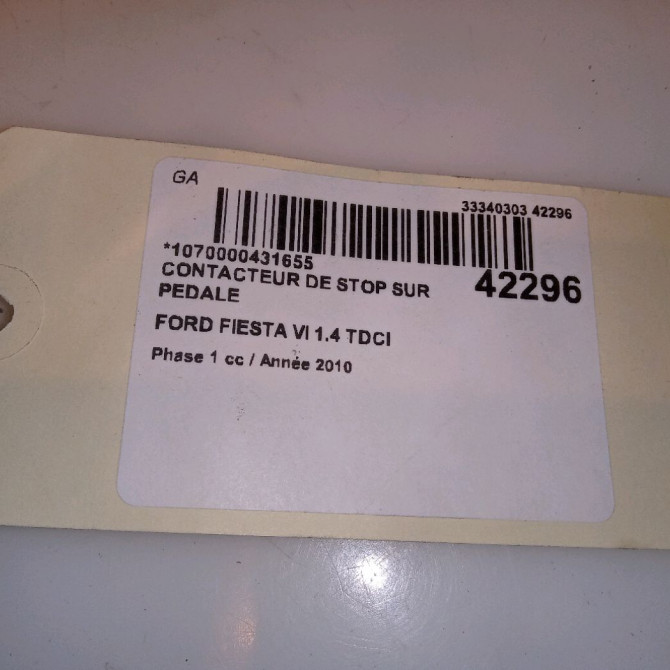 GA
33340303 42296
*1070000431655
42296
CONTACTEUR DE STOP SUR
PEDALE
FORD FIESTA VI 1.4 TDCI
Phase 1 cc / Année 2010